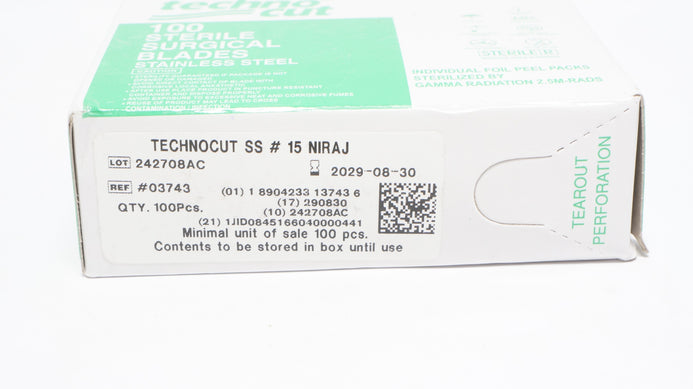 techno
cut
100
STERILE
SURGICAL
BLADES
STAINLESS STEEL
CAUTION
STERILE R
INDIVIDUAL FOIL PEEL PACKS
STERILIZED BY
GAMMA RADIATION 2.5M-RADS
TECHNOCUT SS # 15 NIRAJ
LOT 242708AC
2029-08-30
REF #03743
(01) 1 8904233 13743 6
(17) 290830
QTY. 100Pcs.
(10) 242708AC
(21) 1JID0845166040000441
Minimal unit of sale 100 pcs.
Contents to be stored in box until use
TEAROUT
PERFORATION